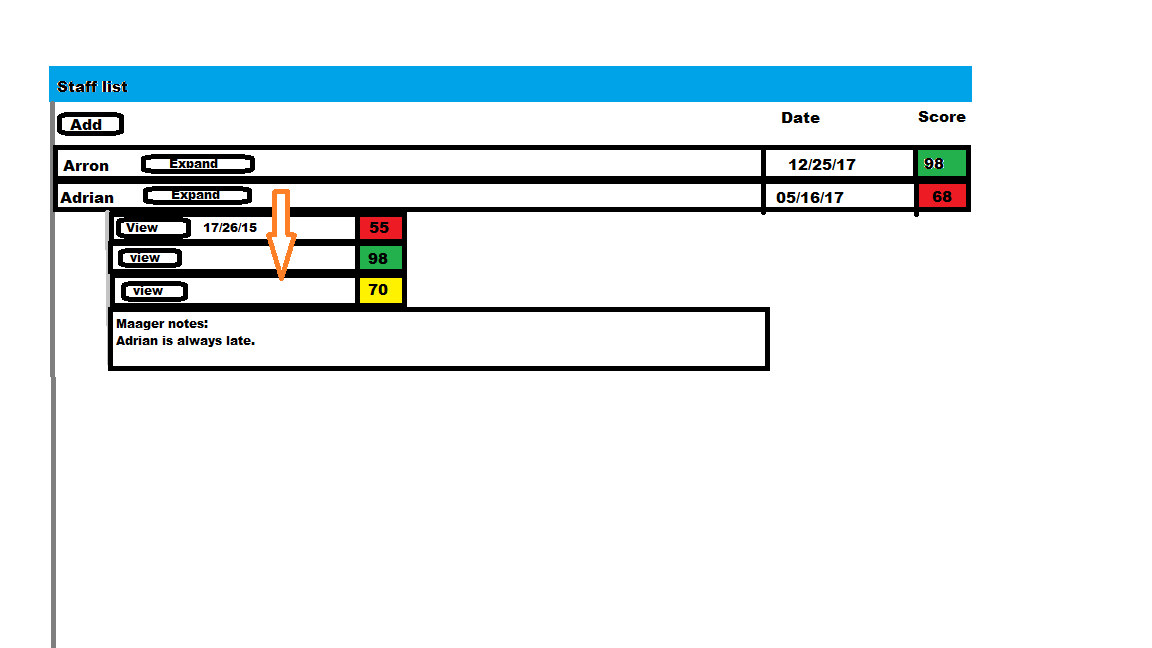 Staff list
Add Date Score
Arron Expand 12/25/17 98
Adrian Expand 05/16/17 68
View 17/26/15 55
view 98
view 70
Maager notes:
Adrian is always late.